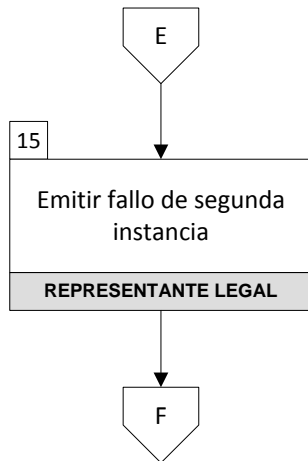 E
15
Emitir fallo de segunda
instancia
REPRESENTANTE LEGAL
F